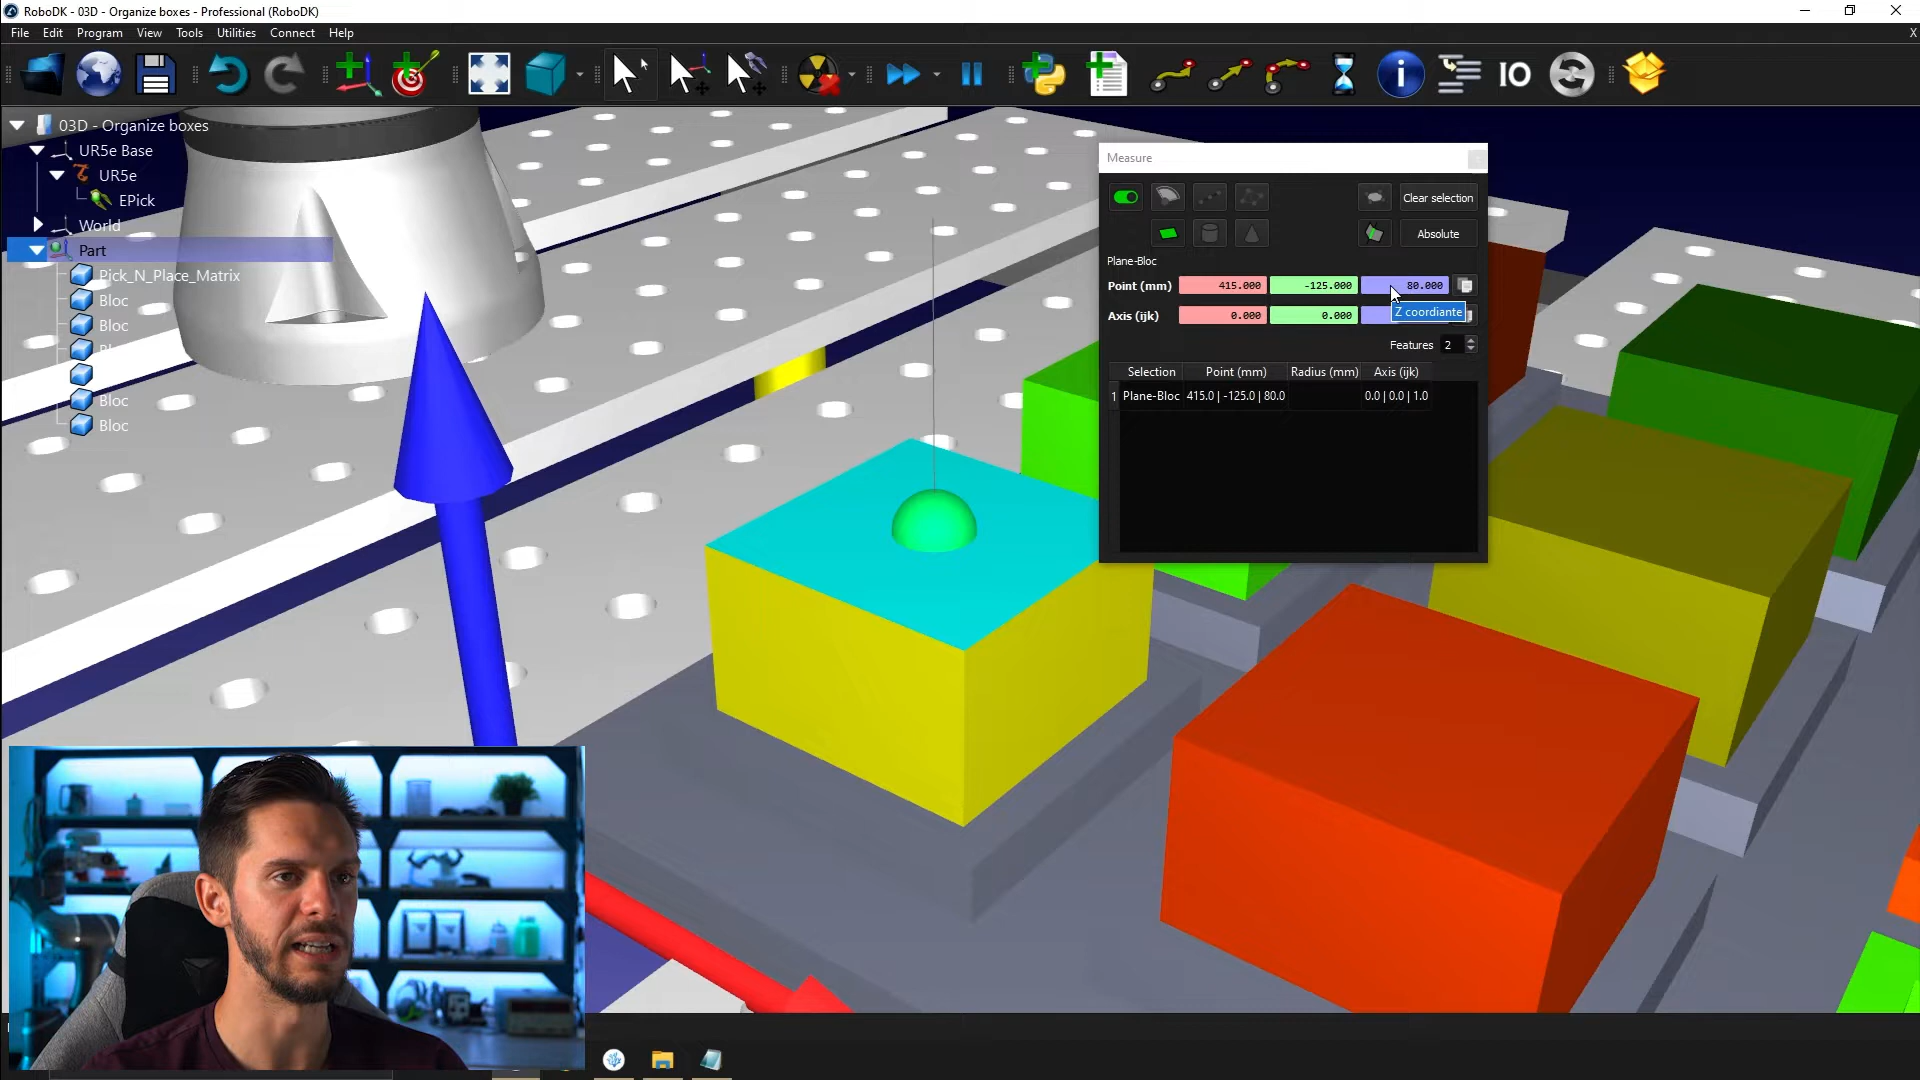 RoboDK - 03D - Organize boxes - Professional (RoboDK)
File Edit Program View Tools Utilities Connect Help
X
IO
03D - Organize boxes
UR5e Base
UR5e
EPick
World
Part
Pick_N_Place_Matrix
Bloc
Bloc
Bloc
Bloc
Measure
Clear selection
Absolute
Plane-Bloc
Point (mm) 415.000 -125.000 80.000
Z coordiante
Axis (ijk) 0.000 0.000
Features 2
Selection Point (mm) Radius (mm) Axis (ijk)
1 Plane-Bloc 415.0 | -125.0 | 80.0 0.0 | 0.0 | 1.0